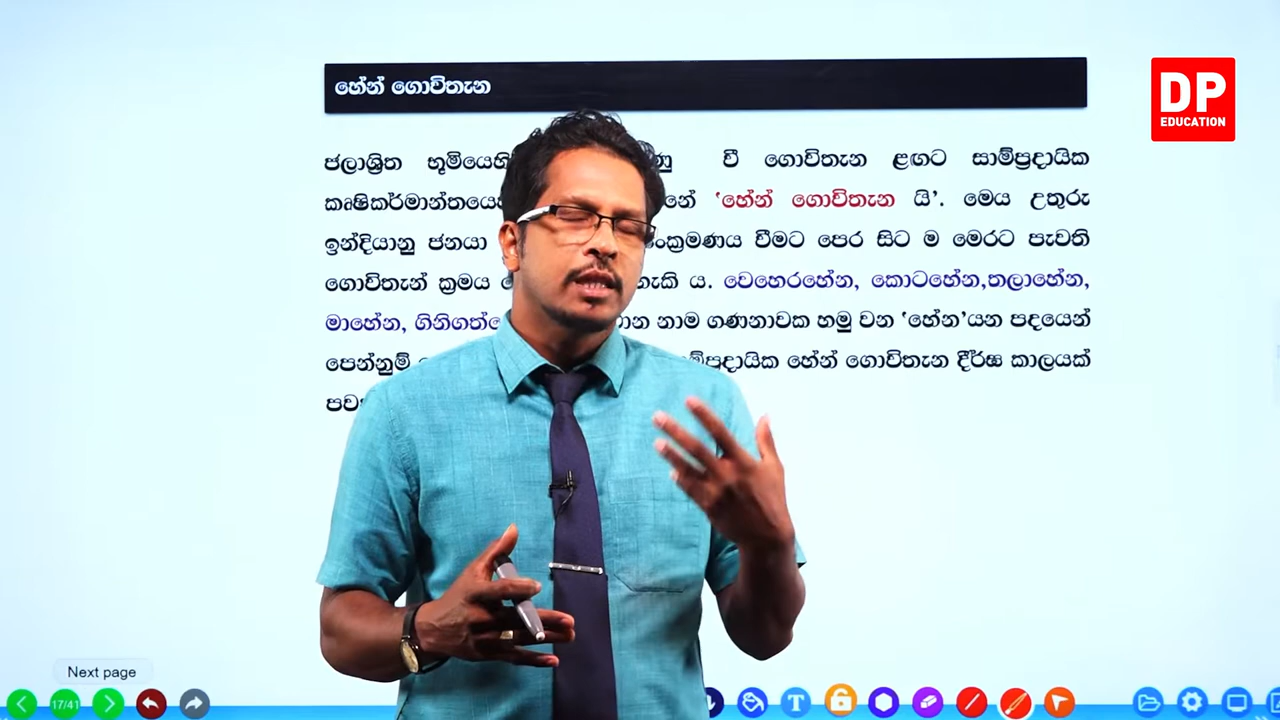 හේන් ගොවිතැන
DP
EDUCATION
ජලාශ්‍රිත භූමියෙහි වී ගොවිතැන ළඟට සාම්ප්‍රදායික
කෘෂිකර්මාන්තයෙ නේ ‘හේන් ගොවිතැන යි’. මෙය උතුරු
ඉන්දියානු ජනයා සංක්‍රමණය වීමට පෙර සිට ම මෙරට පැවති
ගොවිතැන් ක්‍රමය හැකි ය. වෙහෙරහේන, කොටහේන,තලාහේන,
මාහේන, ගිනිගත්හේ නාම ගණනාවක හමු වන ‘හේන’යන පදයෙන්
පෙන්නුම් සාම්ප්‍රදායික හේන් ගොවිතැන දීර්ඝ කාලයක්
Next page
17/41